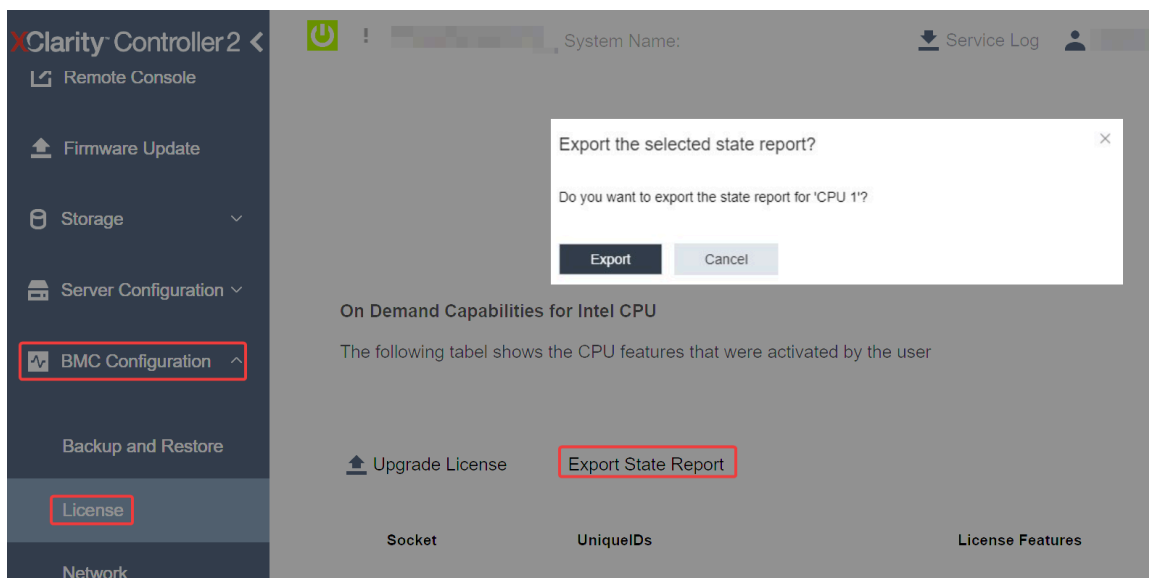 XClarity Controller 2
! System Name:
Service Log
Remote Console
Firmware Update
Storage
Server Configuration
BMC Configuration
Backup and Restore
License
Network
Export the selected state report?
Do you want to export the state report for 'CPU 1'?
Export Cancel
On Demand Capabilities for Intel CPU
The following tabel shows the CPU features that were activated by the user
Upgrade License Export State Report
Socket UniqueIDs License Features